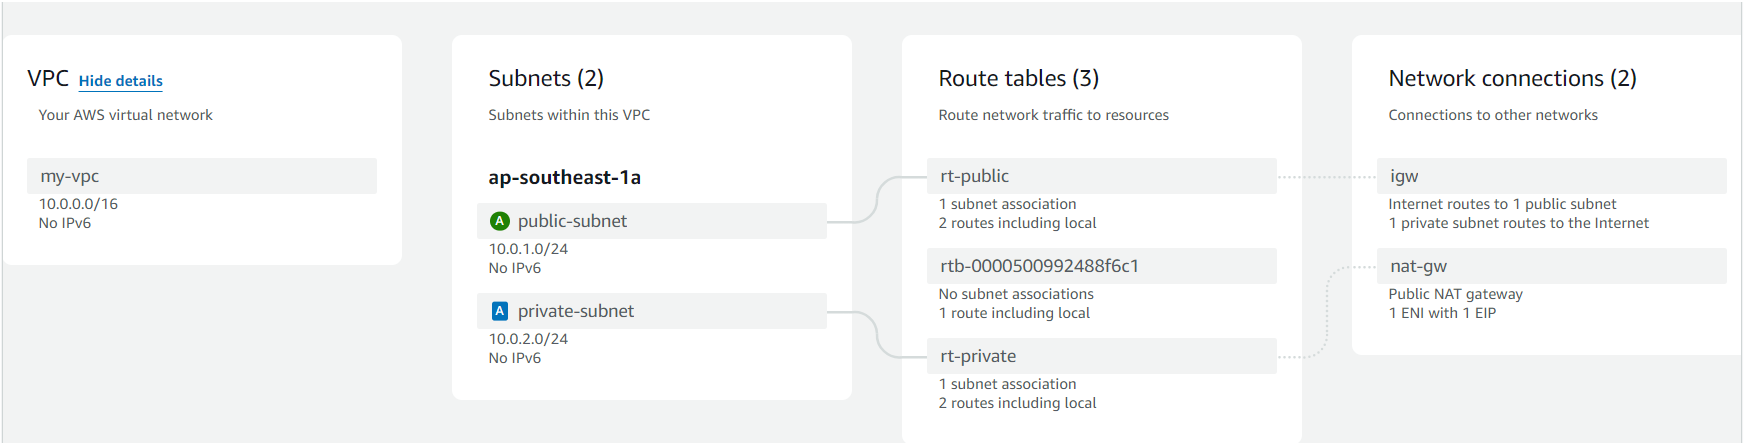 VPC Hide details
Your AWS virtual network
my-vpc
10.0.0.0/16
No IPv6
Subnets (2)
Subnets within this VPC
ap-southeast-1a
A public-subnet
10.0.1.0/24
No IPv6
A private-subnet
10.0.2.0/24
No IPv6
Route tables (3)
Route network traffic to resources
rt-public
1 subnet association
2 routes including local
rtb-0000500992488f6c1
No subnet associations
1 route including local
rt-private
1 subnet association
2 routes including local
Network connections (2)
Connections to other networks
igw
Internet routes to 1 public subnet
1 private subnet routes to the Internet
nat-gw
Public NAT gateway
1 ENI with 1 EIP